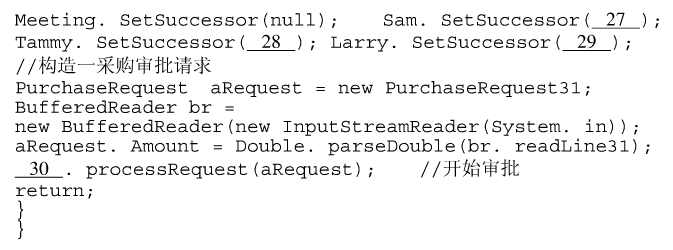 Meeting. SetSuccessor(null);    Sam. SetSuccessor( 27 );
Tammy. SetSuccessor( 28 ); Larry. SetSuccessor( 29 );
//构造一采购审批请求
PurchaseRequest  aRequest = new PurchaseRequest31;
BufferedReader br =
new BufferedReader(new InputStreamReader(System. in));
aRequest. Amount = Double. parseDouble(br. readLine31);
 30 . processRequest(aRequest);    //开始审批
return;
}
}
}